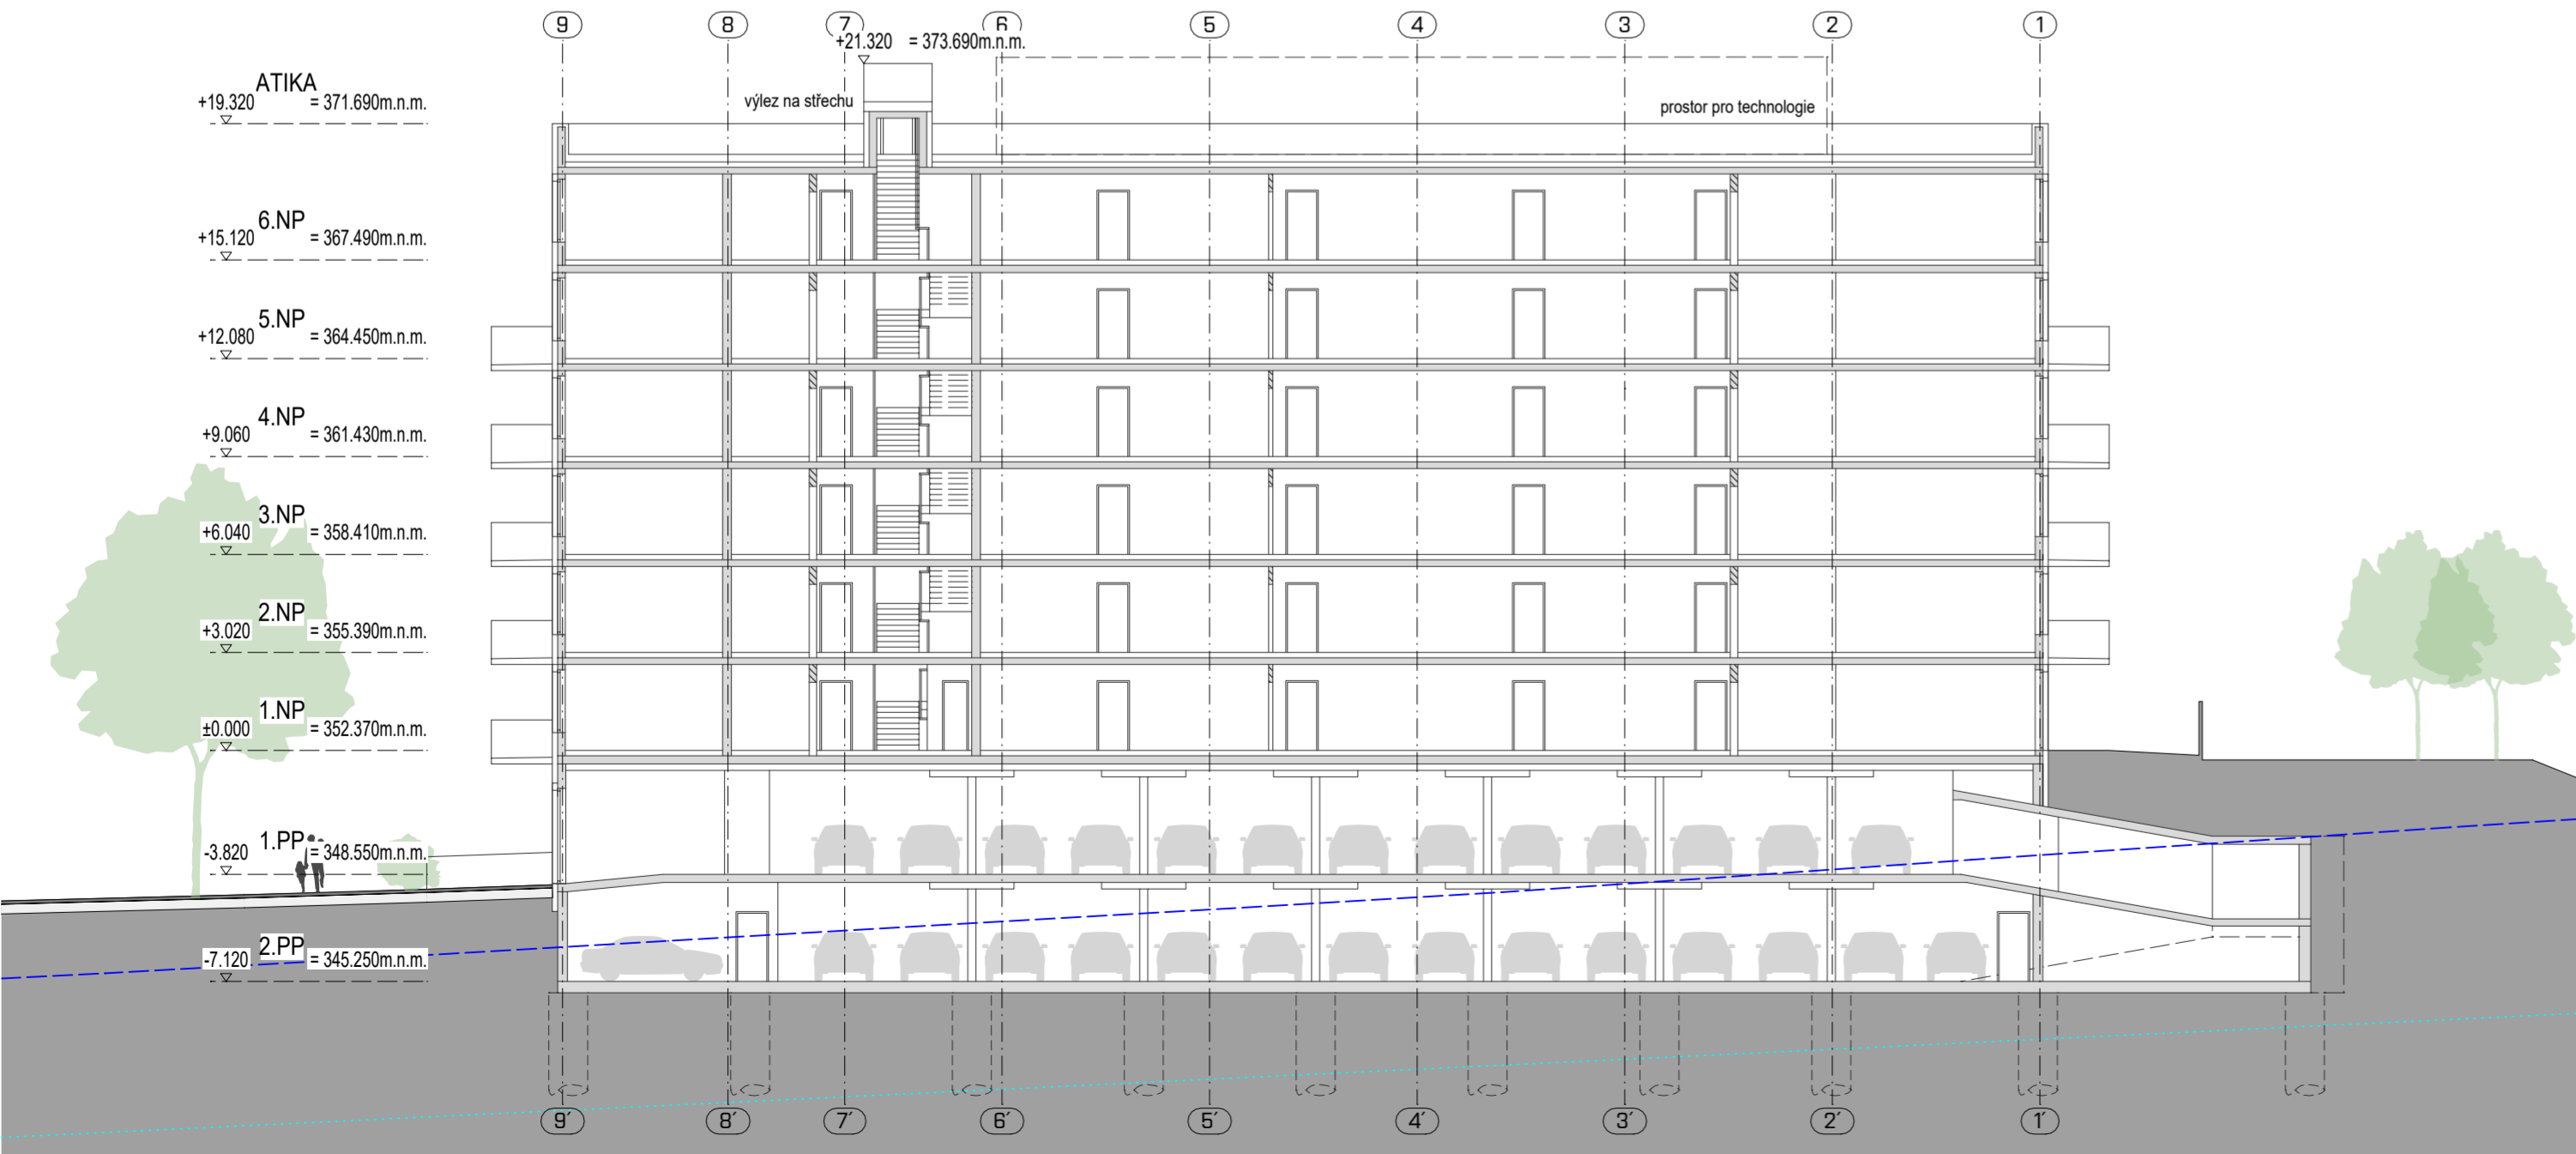 9 8 7 6 5 4 3 2 1
+21.320 = 373.690m.n.m.
ATIKA
+19.320 = 371.690m.n.m.
výlez na střechu
prostor pro technologie
6.NP
+15.120 = 367.490m.n.m.
5.NP
+12.080 = 364.450m.n.m.
4.NP
+9.060 = 361.430m.n.m.
3.NP
+6.040 = 358.410m.n.m.
2.NP
+3.020 = 355.390m.n.m.
1.NP
±0.000 = 352.370m.n.m.
1.PP
-3.820 = 348.550m.n.m.
2.PP
-7.120 = 345.250m.n.m.
9´ 8´ 7´ 6´ 5´ 4´ 3´ 2´ 1´